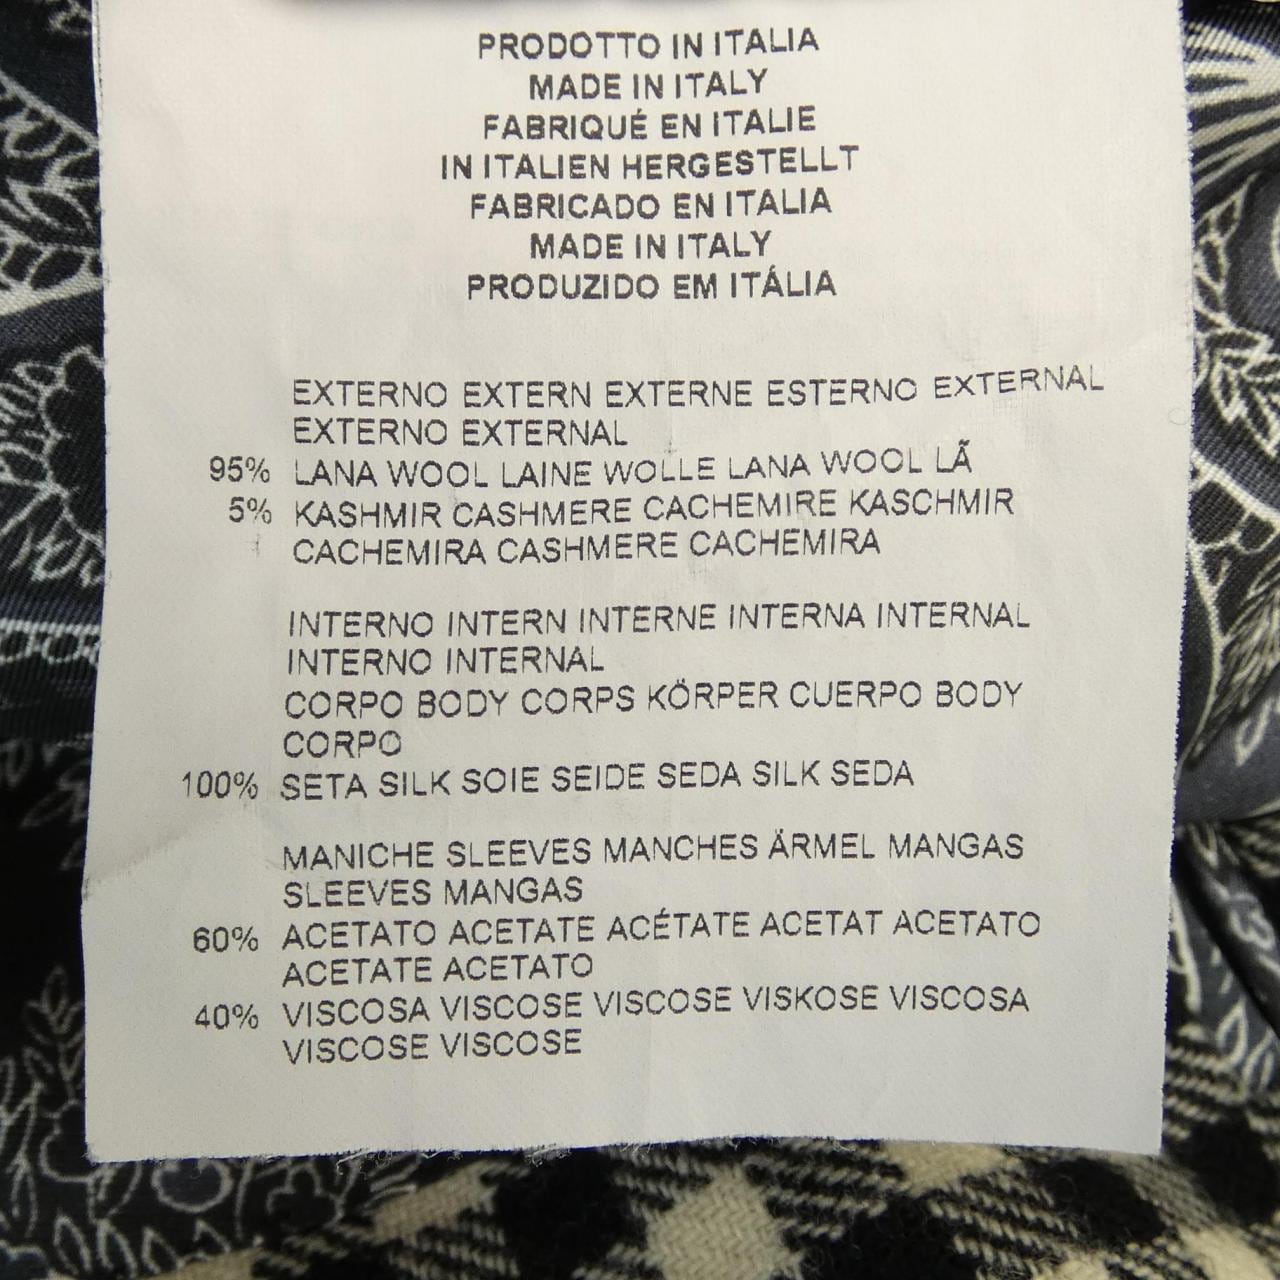 PRODOTTO IN ITALIA
MADE IN ITALY
FABRIQUÉ EN ITALIE
IN ITALIEN HERGESTELLT
FABRICADO EN ITALIA
MADE IN ITALY
PRODUZIDO EM ITÁLIA
EXTERNO EXTERN EXTERNE ESTERNO EXTERNAL
EXTERNO EXTERNAL
95% LANA WOOL LAINE WOLLE LANA WOOL LÃ
5% KASHMIR CASHMERE CACHEMIRE KASCHMIR
CACHEMIRA CASHMERE CACHEMIRA
INTERNO INTERN INTERNE INTERNA INTERNAL
INTERNO INTERNAL
CORPO BODY CORPS KÖRPER CUERPO BODY
CORPO
100% SETA SILK SOIE SEIDE SEDA SILK SEDA
MANICHE SLEEVES MANCHES ÄRMEL MANGAS
SLEEVES MANGAS
60% ACETATO ACETATE ACÉTATE ACETAT ACETATO
ACETATE ACETATO
40% VISCOSA VISCOSE VISCOSE VISKOSE VISCOSA
VISCOSE VISCOSE